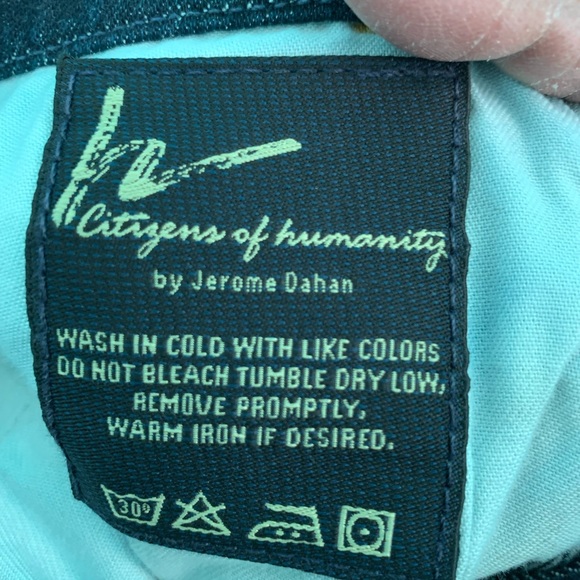 Citizens of humanity
by Jerome Dahan
WASH IN COLD WITH LIKE COLORS
DO NOT BLEACH TUMBLE DRY LOW,
REMOVE PROMPTLY,
WARM IRON IF DESIRED.
30°